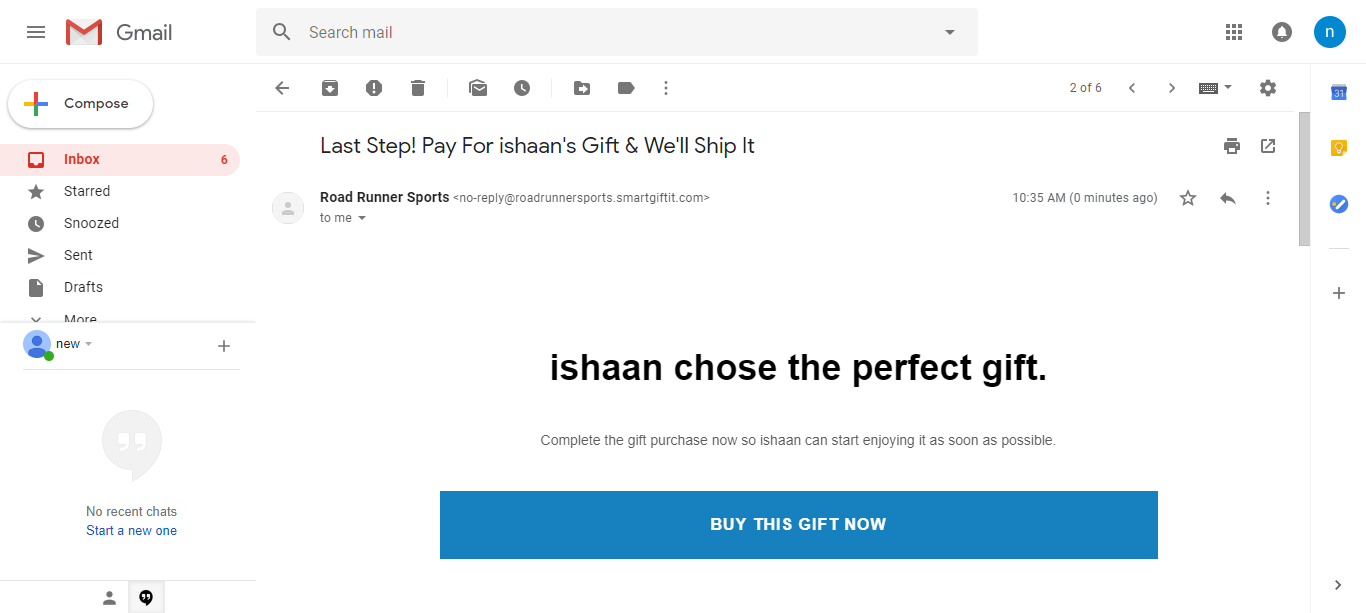 Gmail
Search mail
n
Compose
2 of 6
31
Inbox 6
Starred
Snoozed
Sent
Drafts
More
new
No recent chats
Start a new one
Last Step! Pay For ishaan's Gift & We'll Ship It
Road Runner Sports <no-reply@roadrunnersports.smartgiftit.com> 10:35 AM (0 minutes ago)
to me
ishaan chose the perfect gift.
Complete the gift purchase now so ishaan can start enjoying it as soon as possible.
BUY THIS GIFT NOW